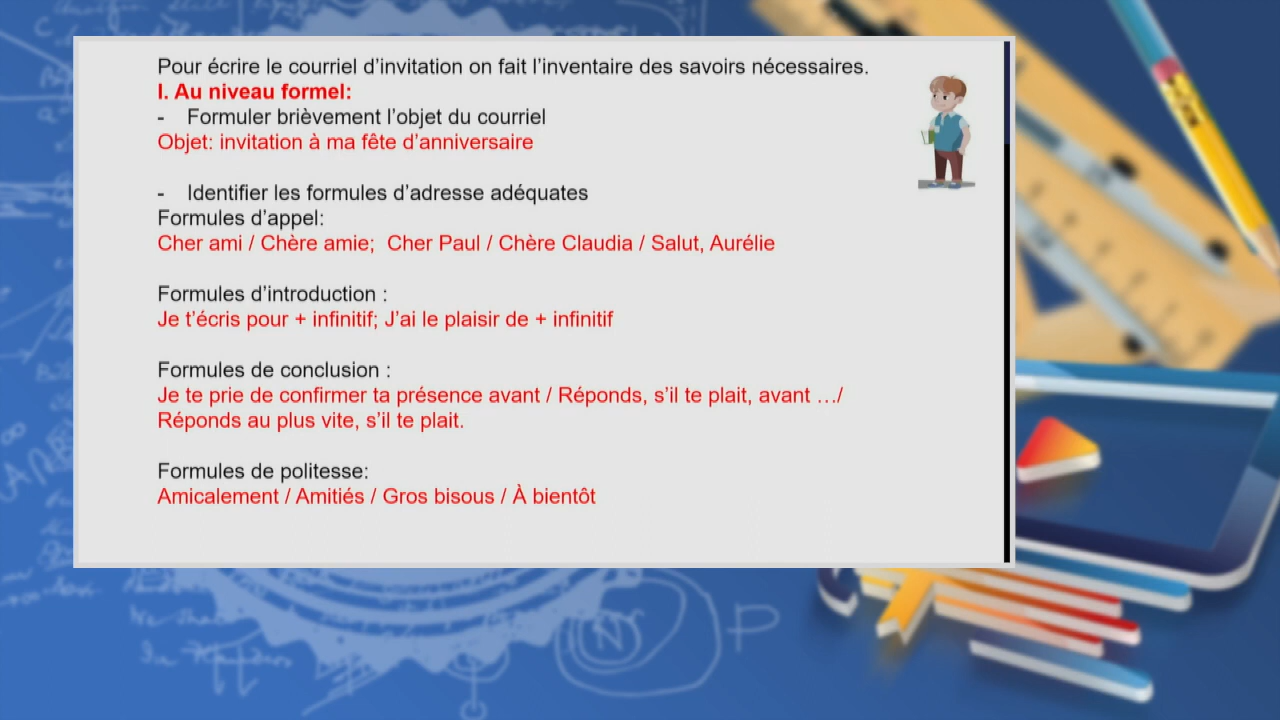 Pour écrire le courriel d’invitation on fait l’inventaire des savoirs nécessaires.
I. Au niveau formel:
- Formuler brièvement l’objet du courriel
Objet: invitation à ma fête d’anniversaire
- Identifier les formules d’adresse adéquates
Formules d’appel:
Cher ami / Chère amie; Cher Paul / Chère Claudia / Salut, Aurélie
Formules d’introduction :
Je t’écris pour + infinitif; J’ai le plaisir de + infinitif
Formules de conclusion :
Je te prie de confirmer ta présence avant / Réponds, s’il te plait, avant …/
Réponds au plus vite, s’il te plait.
Formules de politesse:
Amicalement / Amitiés / Gros bisous / À bientôt
N
P